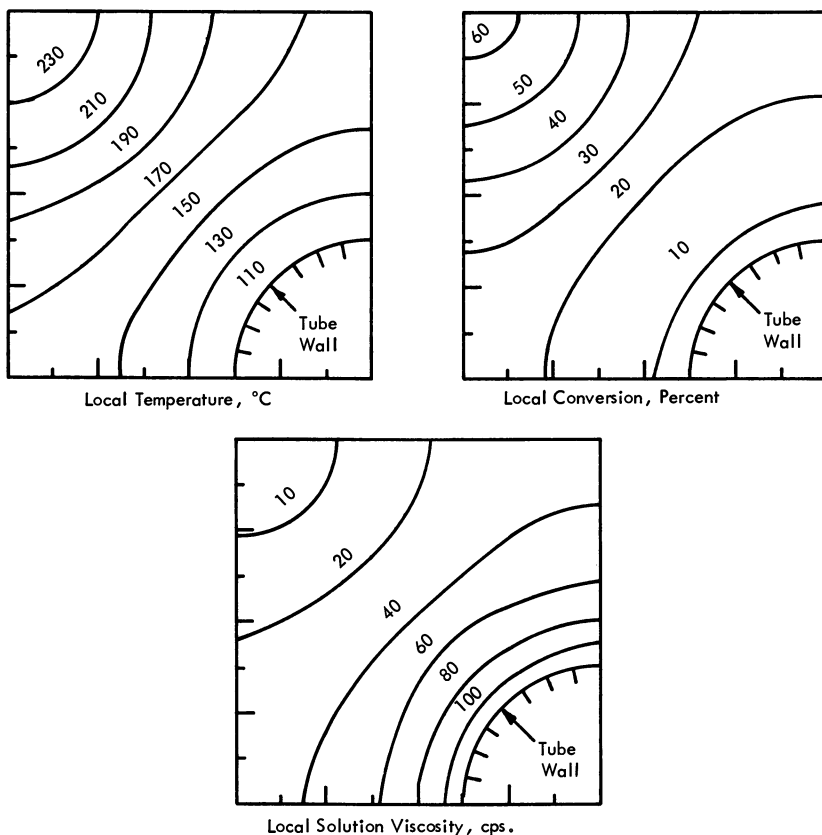 230
210
190
170
150
130
110
Tube
Wall
Local Temperature, °C
60
50
40
30
20
10
Tube
Wall
Local Conversion, Percent
10
20
40
60
80
100
Tube
Wall
Local Solution Viscosity, cps.